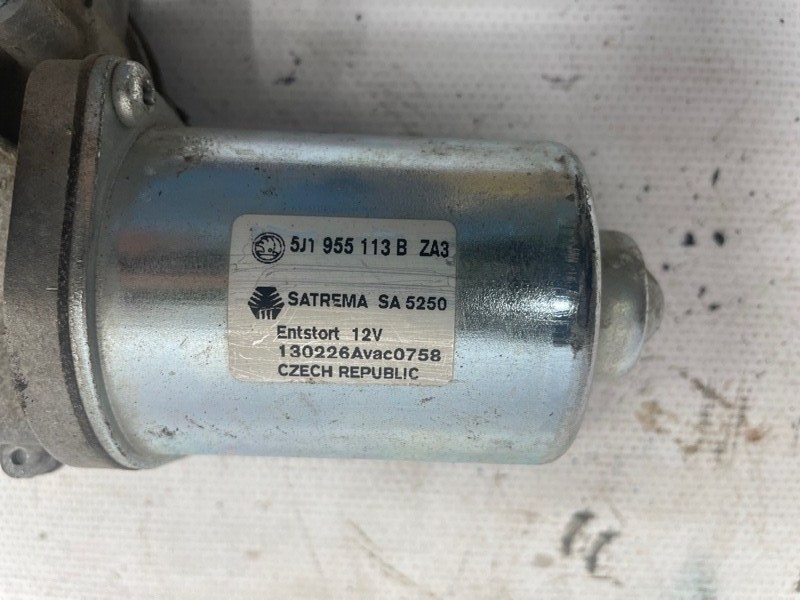 5J1 955 113 B ZA3
SATREMA SA 5250
Entstort 12V
130226Avac0758
CZECH REPUBLIC